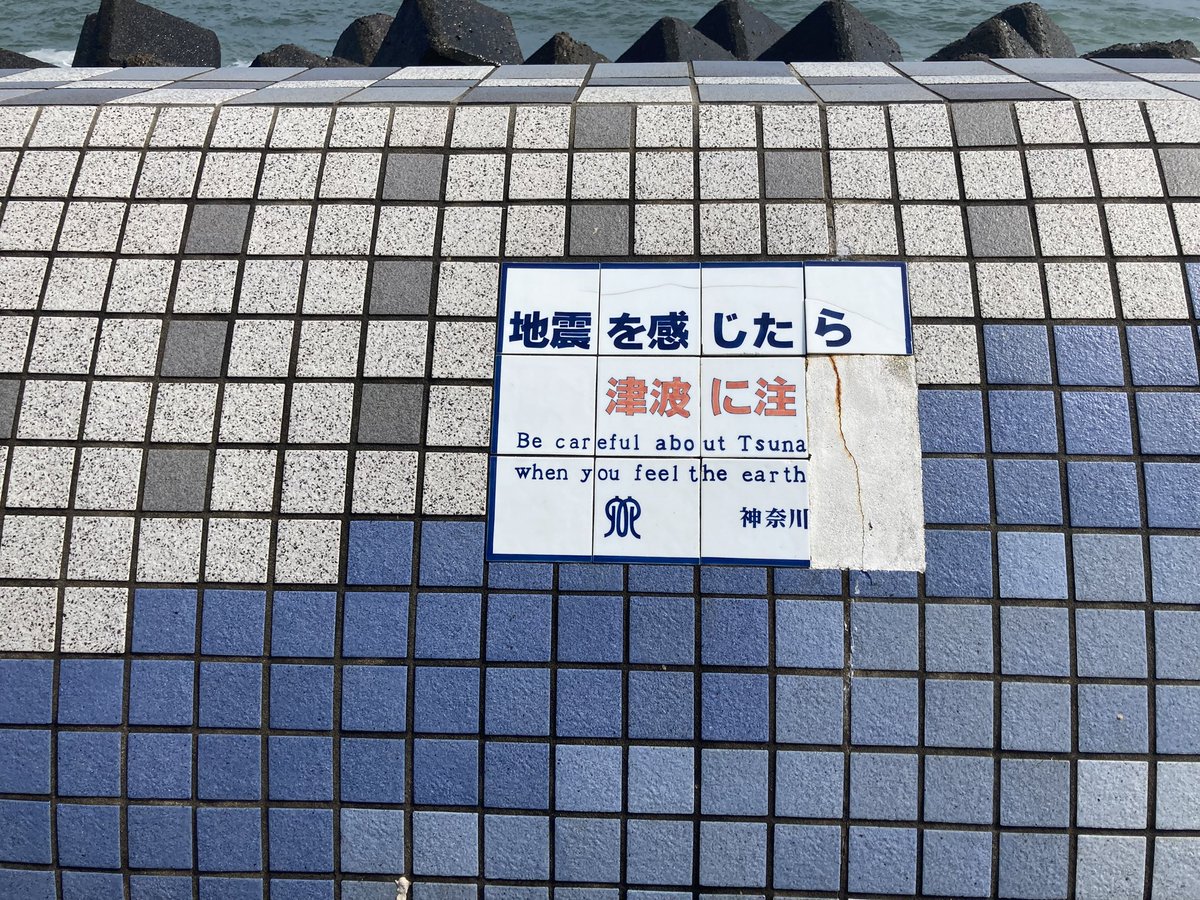 地震を感じたら
津波に注
Be careful about Tsuna
when you feel the earth
神奈川